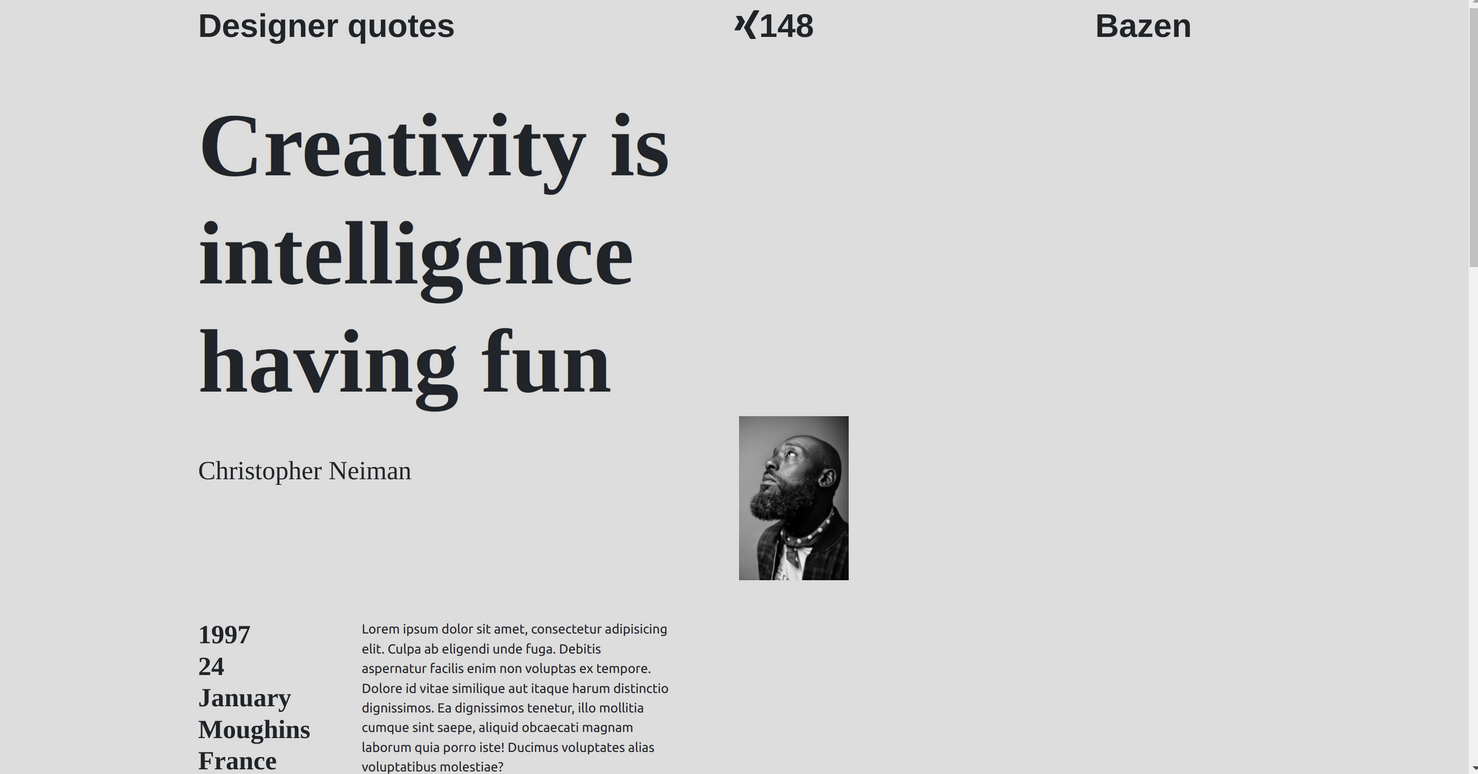 Designer quotes
148
Bazen
Creativity is
intelligence
having fun
Christopher Neiman
1997
24
January
Moughins
France
Lorem ipsum dolor sit amet, consectetur adipisicing
elit. Culpa ab eligendi unde fuga. Debitis
aspernatur facilis enim non voluptas ex tempore.
Dolore id vitae similique aut itaque harum distinctio
dignissimos. Ea dignissimos tenetur, illo mollitia
cumque sint saepe, aliquid obcaecati magnam
laborum quia porro iste! Ducimus voluptates alias
voluptatibus molestiae?